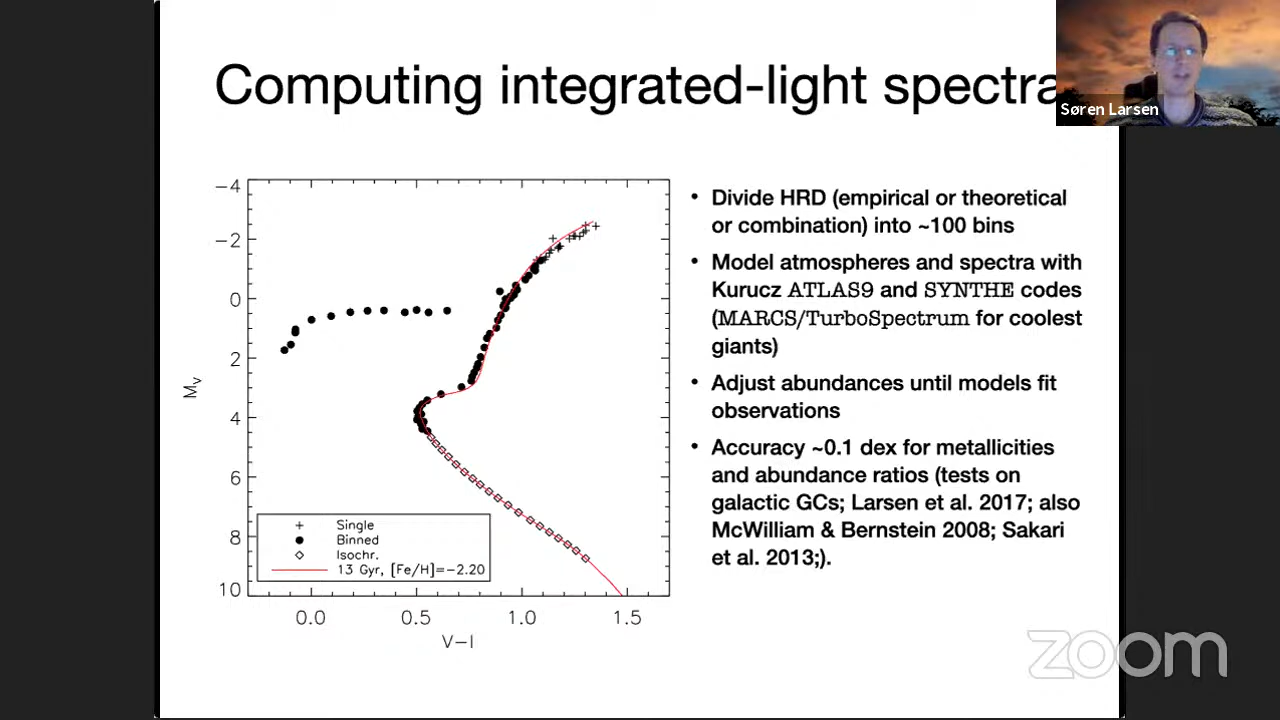 Computing integrated-light spectra
Søren Larsen
−4
−2
0
2
4
6
8
10
Mv
0.0 0.5 1.0 1.5
V−I
Single
Binned
Isochr.
13 Gyr, [Fe/H]=−2.20
• Divide HRD (empirical or theoretical
or combination) into ~100 bins
• Model atmospheres and spectra with
Kurucz ATLAS9 and SYNTHE codes
(MARCS/TurboSpectrum for coolest
giants)
• Adjust abundances until models fit
observations
• Accuracy ~0.1 dex for metallicities
and abundance ratios (tests on
galactic GCs; Larsen et al. 2017; also
McWilliam & Bernstein 2008; Sakari
et al. 2013;).
zoom